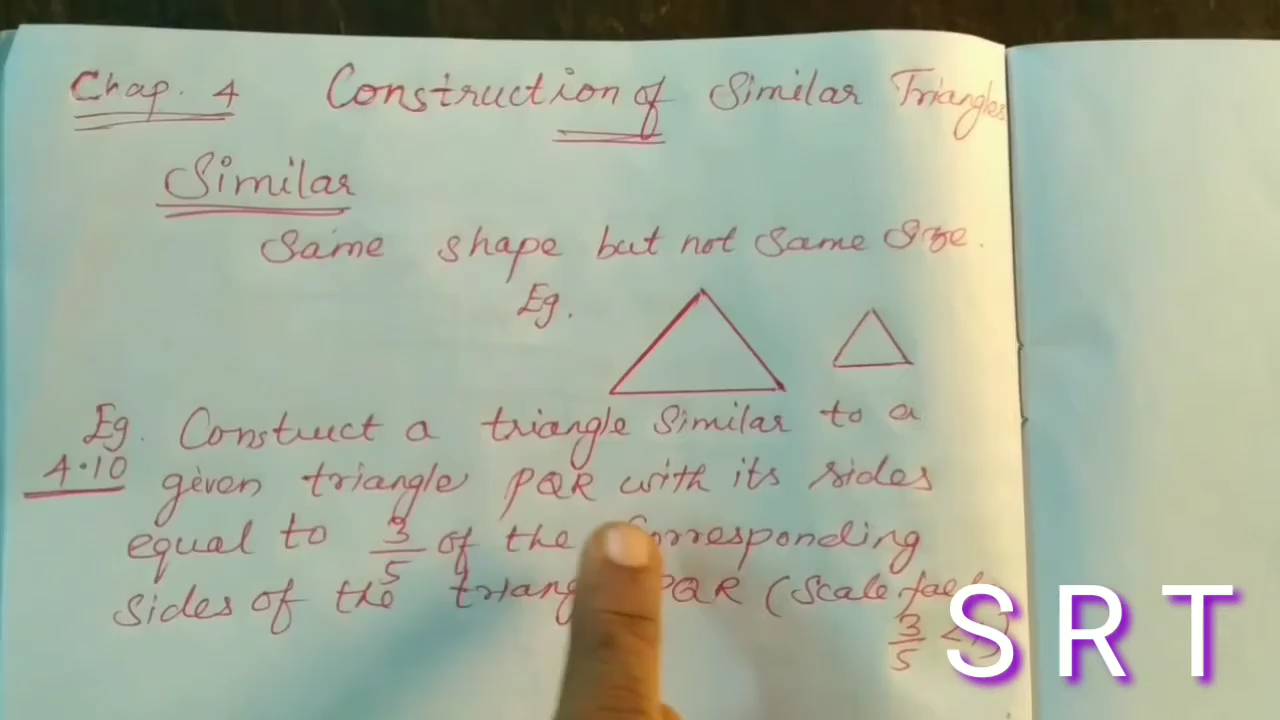 Chap. 4 Construction of Similar Triangles
Similar
Same shape but not same size.
Eg.
Eg. Construct a triangle Similar to a
4.10 given triangle PQR with its sides
equal to 3/5 of the Corresponding
sides of the PQR (Scale
3/5 <
SRT